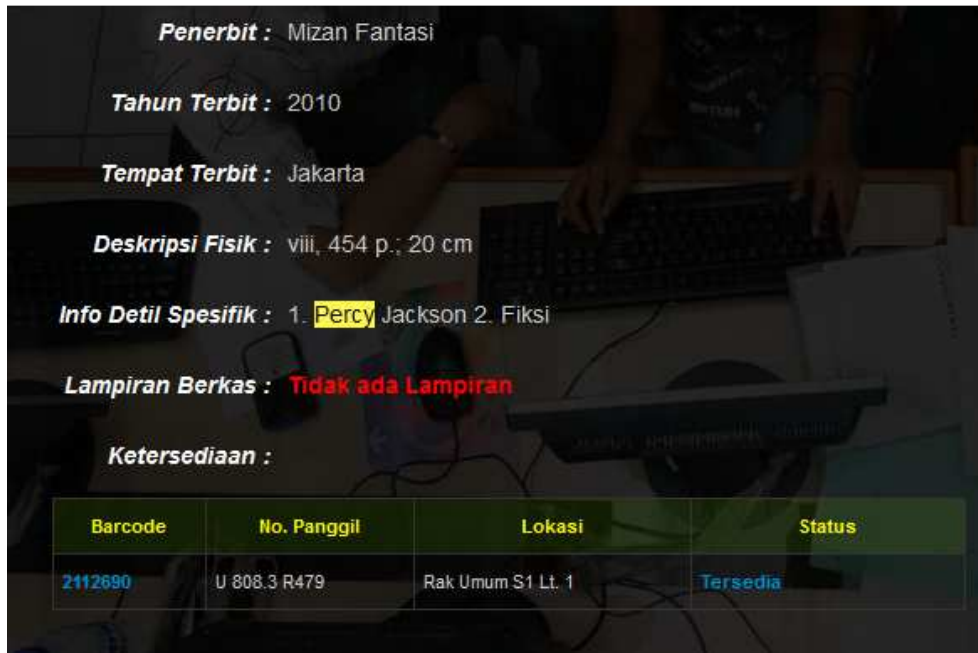 Penerbit : Mizan Fantasi
Tahun Terbit : 2010
Tempat Terbit : Jakarta
Deskripsi Fisik : viii, 454 p.; 20 cm
Info Detil Spesifik : 1. Percy Jackson 2. Fiksi
Lampiran Berkas : Tidak ada Lampiran
Ketersediaan :
Barcode No. Panggil Lokasi Status
2112690 U 808.3 R479 Rak Umum S1 Lt. 1 Tersedia